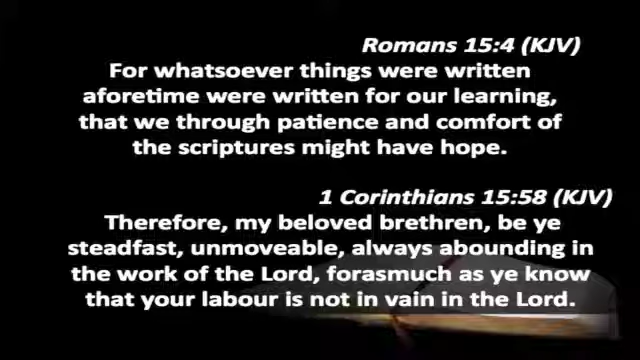 Romans 15:4 (KJV)
For whatsoever things were written
aforetime were written for our learning,
that we through patience and comfort of
the scriptures might have hope.
1 Corinthians 15:58 (KJV)
Therefore, my beloved brethren, be ye
steadfast, unmoveable, always abounding in
the work of the Lord, forasmuch as ye know
that your labour is not in vain in the Lord.